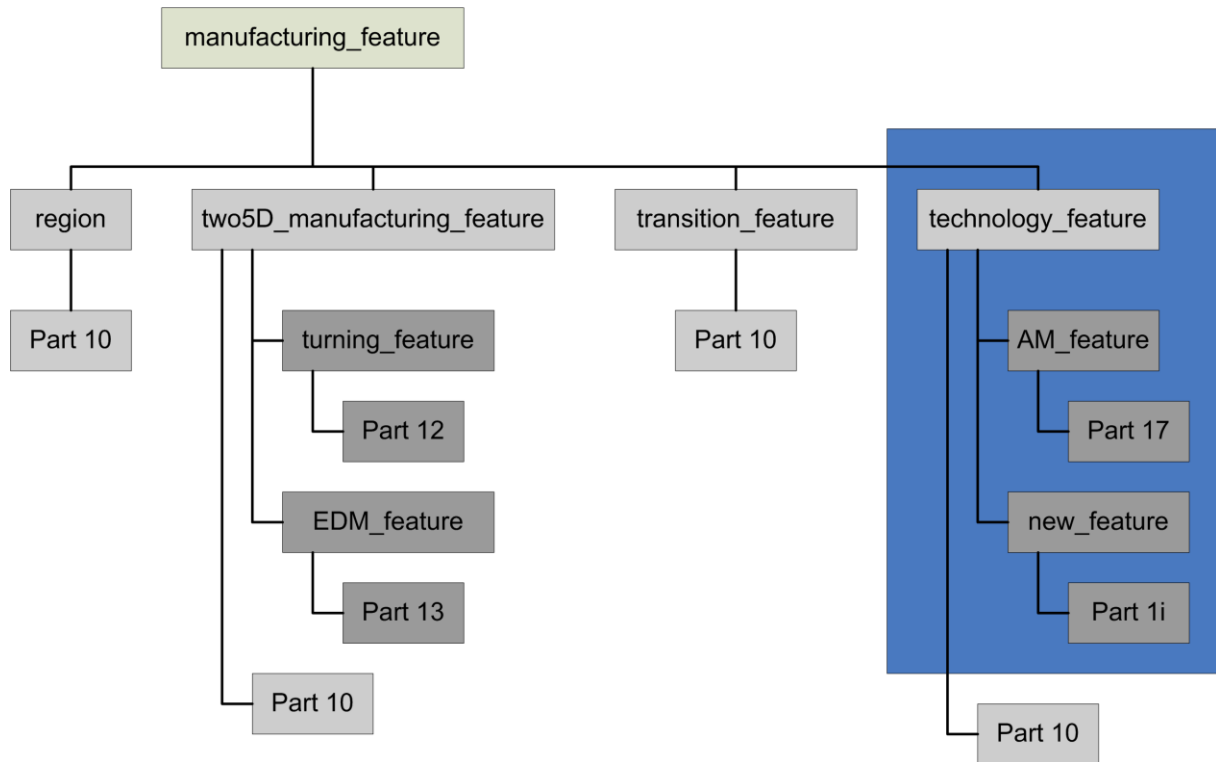 manufacturing_feature
region
two5D_manufacturing_feature
transition_feature
technology_feature
Part 10
turning_feature
Part 10
AM_feature
Part 12
Part 17
EDM_feature
new_feature
Part 13
Part 1i
Part 10
Part 10